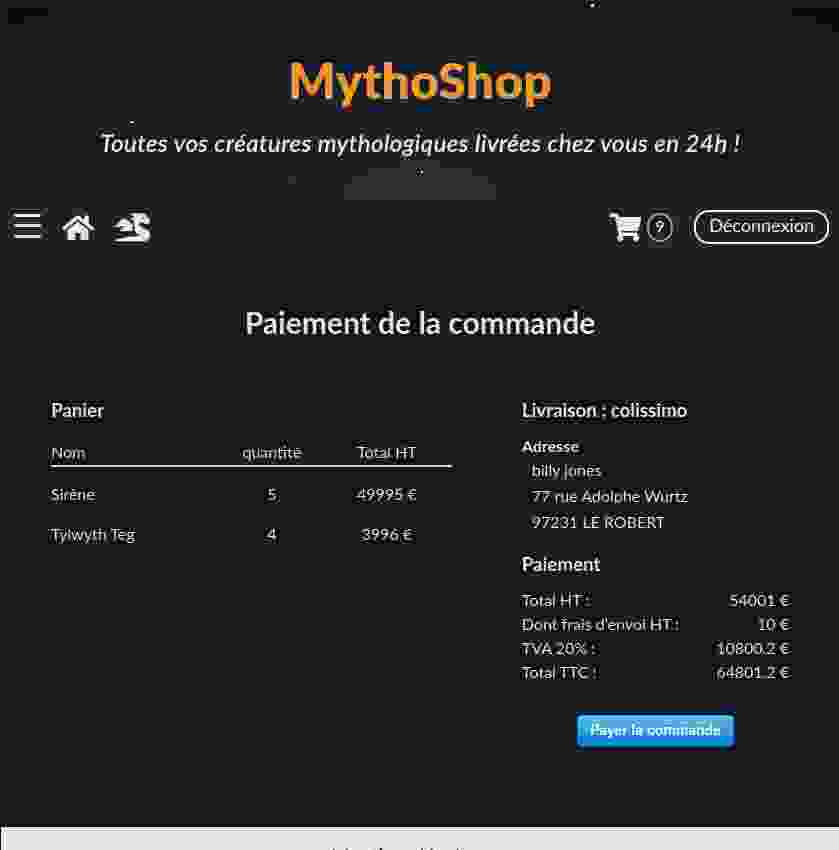 MythoShop
Toutes vos créatures mythologiques livrées chez vous en 24h !
9
Déconnexion
Paiement de la commande
Panier
Nom quantité Total HT
Sirène 5 49995 €
Tylwyth Teg 4 3996 €
Livraison : colissimo
Adresse
billy jones
77 rue Adolphe Wurtz
97231 LE ROBERT
Paiement
Total HT : 54001 €
Dont frais d'envoi HT : 10 €
TVA 20% : 10800.2 €
Total TTC : 64801.2 €
Payer la commande